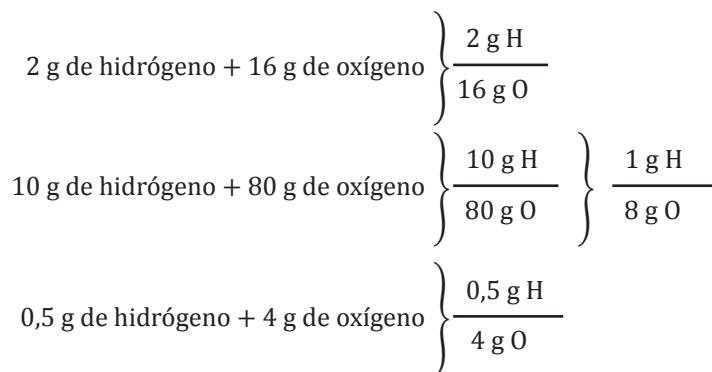 2 g de hidrógeno + 16 g de oxígeno } 2 g H
16 g O
10 g de hidrógeno + 80 g de oxígeno } 10 g H } 1 g H
80 g O 8 g O
0,5 g de hidrógeno + 4 g de oxígeno } 0,5 g H
4 g O